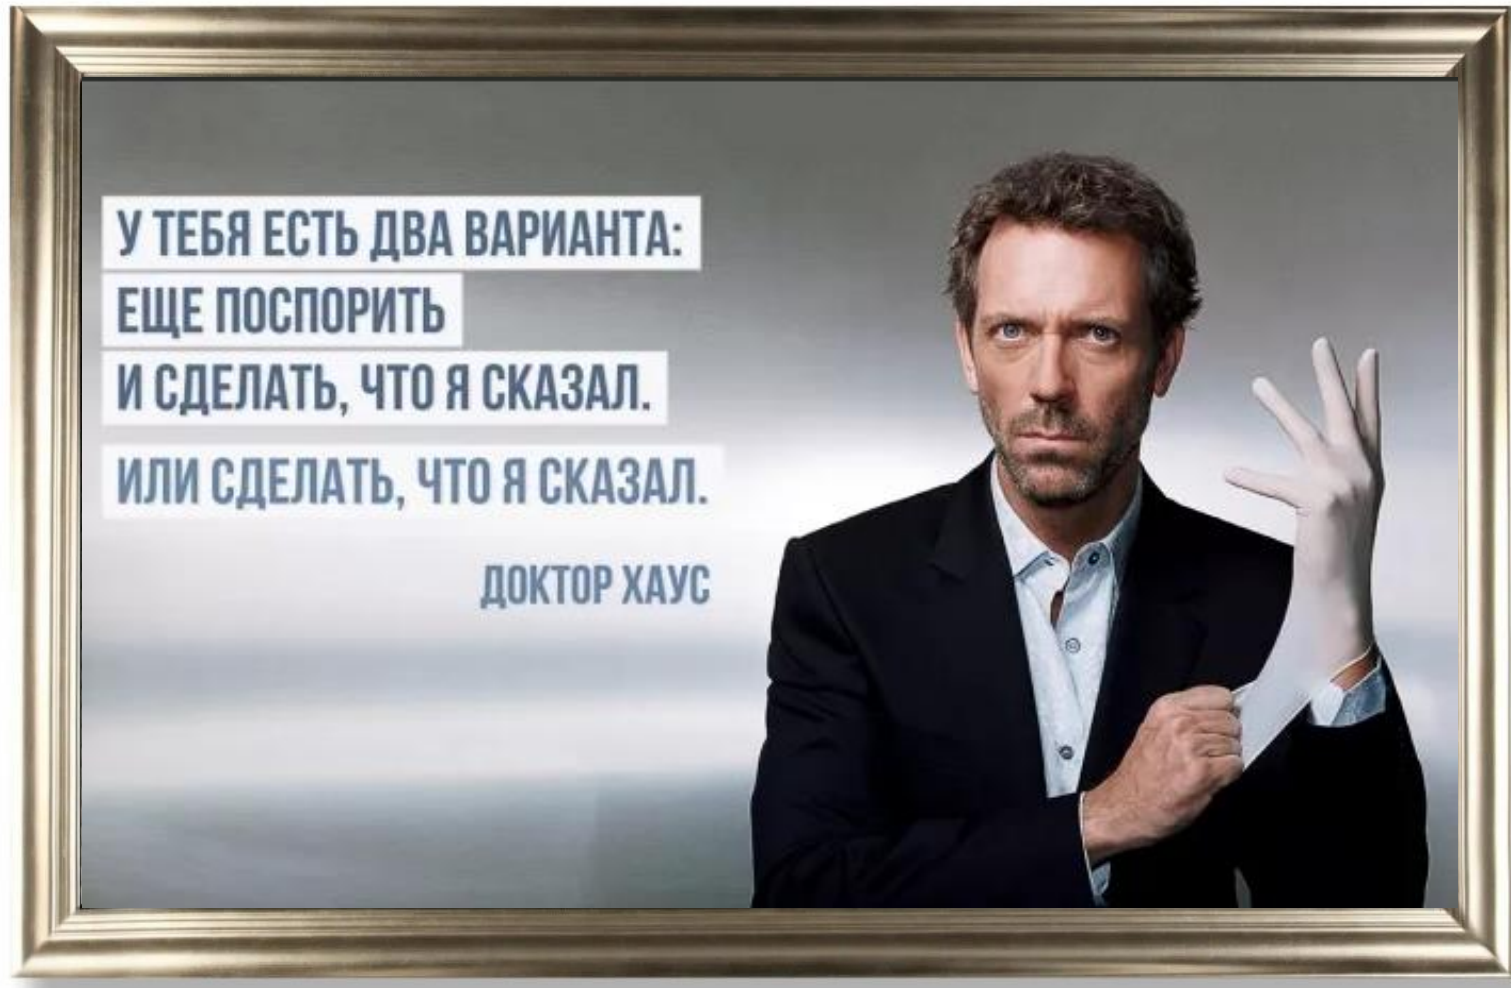 У ТЕБЯ ЕСТЬ ДВА ВАРИАНТА:
ЕЩЕ ПОСПОРИТЬ
И СДЕЛАТЬ, ЧТО Я СКАЗАЛ.
ИЛИ СДЕЛАТЬ, ЧТО Я СКАЗАЛ.
ДОКТОР ХАУС